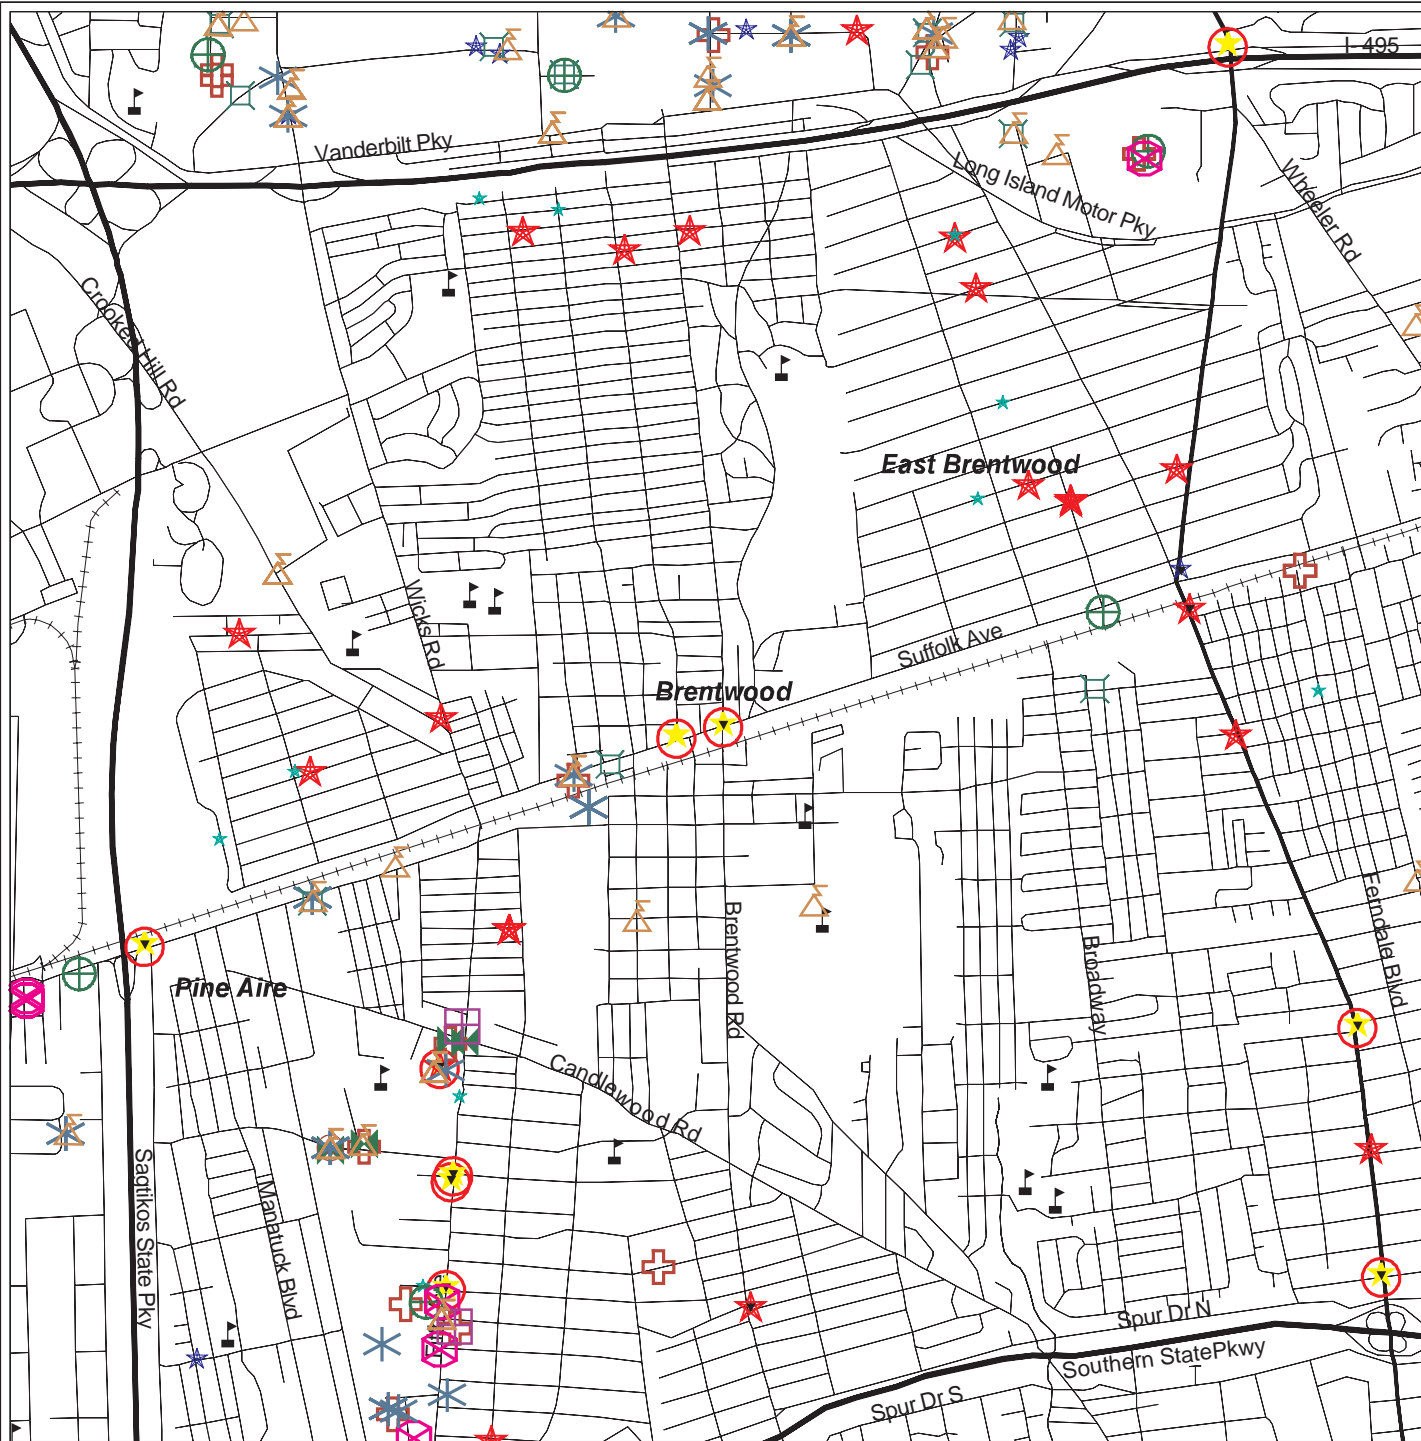 I- 495
Vanderbilt Pky
Long Island Motor Pky
Wheeler Rd
Crooked Hill Rd
East Brentwood
Wicks Rd
Suffolk Ave
Brentwood
Ferndale Blvd
Brentwood Rd
Broadway
Pine Aire
Candlewood Rd
Sagtikos State Pky
Manatuck Blvd
Spur Dr N
Southern StatePkwy
Spur Dr S